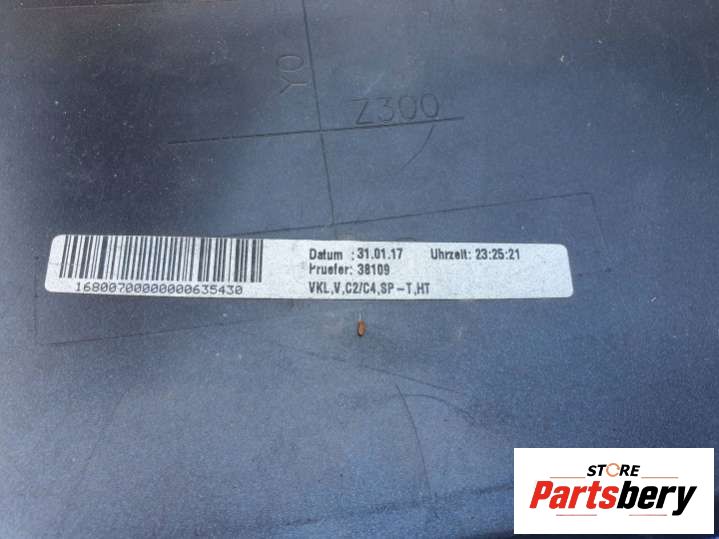 Y0
Z300
Datum : 31.01.17 Uhrzeit: 23:25:21
Pruefer: 38109
16800700000000635430
VKL,V,C2/C4,SP-T,HT
STORE
Partsbery